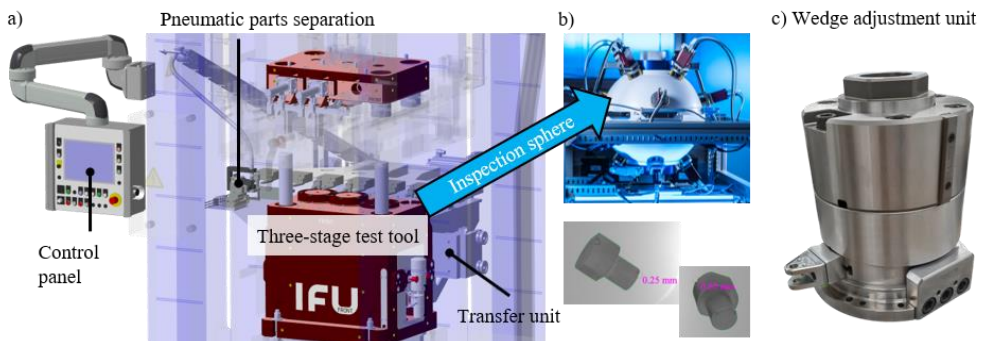 a)
Pneumatic parts separation
b)
c) Wedge adjustment unit
Inspection sphere
Control
panel
Three-stage test tool
IFU
Transfer unit
0.25 mm